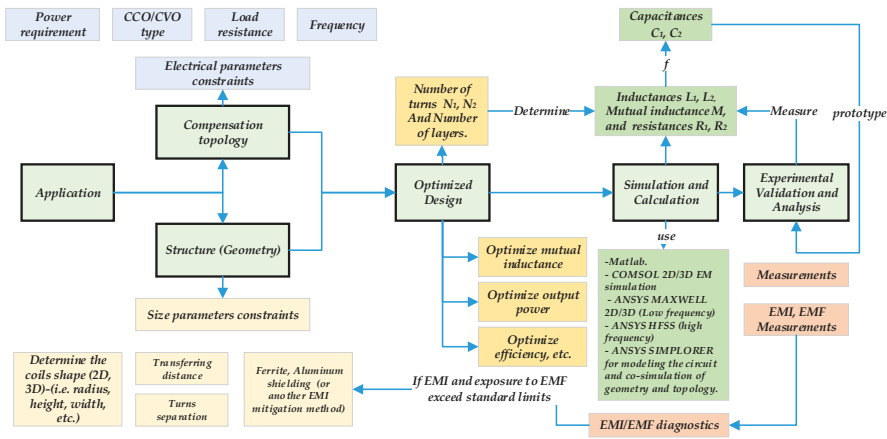 Power
requirement
CCO/CVO
type
Load
resistance
Frequency
Electrical parameters
constraints
Compensation
topology
Application
Structure (Geometry)
Size parameters constraints
Determine the
coils shape (2D,
3D)-(i.e. radius,
height, width,
etc.)
Transferring
distance
Turns
separation
Ferrite, Aluminum
shielding (or
another EMI
mitigation method)
Number of
turns N₁, N₂
And Number
of layers.
Determine
Optimized
Design
Optimize mutual
inductance
Optimize output
power
Optimize
efficiency, etc.
If EMI and exposure to EMF
exceed standard limits
Capacitances
C₁, C₂
f
Inductances L₁, L₂,
Mutual inductance M,
and resistances R₁, R₂
Measure
prototype
Simulation and
Calculation
use
-Matlab.
- COMSOL 2D/3D EM
simulation
- ANSYS MAXWELL
2D/3D (Low frequency)
- ANSYS HFSS (high
frequency)
- ANSYS SIMPLORER
for modeling the circuit
and co-simulation of
geometry and topology.
Experimental
Validation and
Analysis
Measurements
EMI, EMF
Measurements
EMI/EMF diagnostics